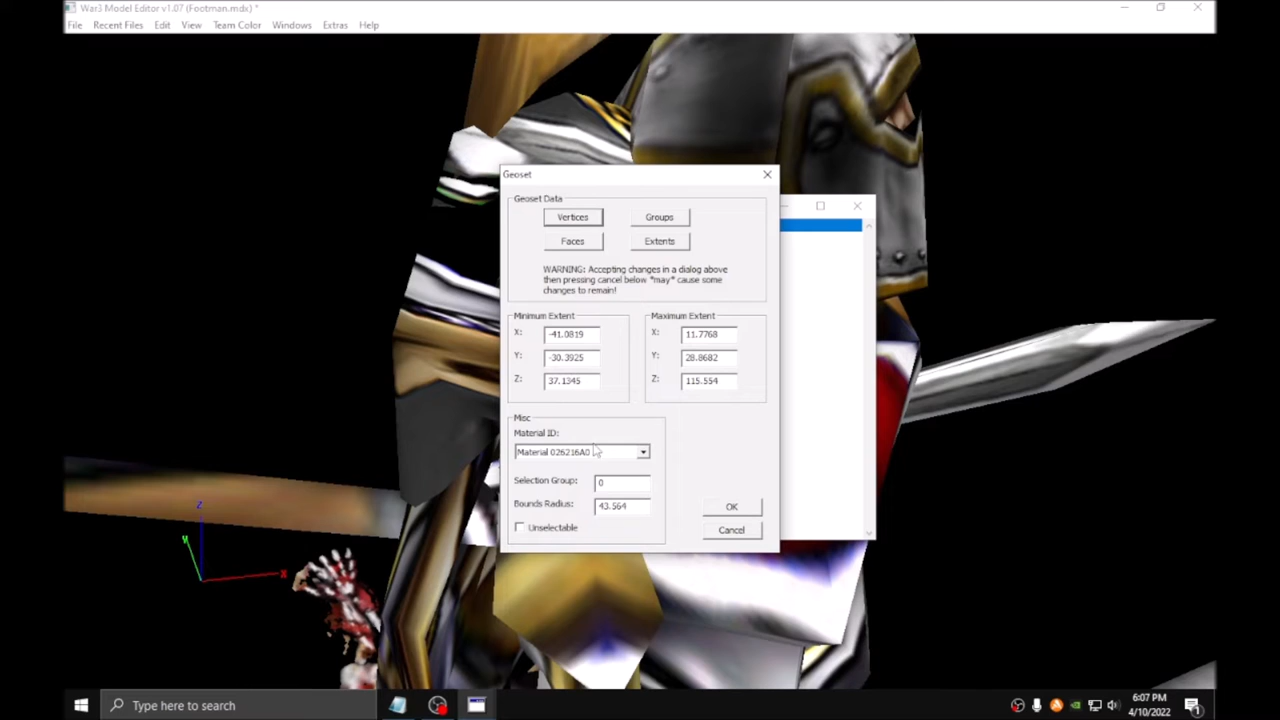 War3 Model Editor v1.07 (Footman.mdx) *
File Recent Files Edit View Team Color Windows Extras Help
Geoset
Geoset Data
Vertices Groups
Faces Extents
WARNING: Accepting changes in a dialog above
then pressing cancel below *may* cause some
changes to remain!
Minimum Extent Maximum Extent
X: -41.0819 X: 11.7768
Y: -30.3925 Y: 28.8682
Z: 37.1345 Z: 115.554
Misc
Material ID:
Material 026216A0
Selection Group: 0
Bounds Radius: 43.564
Unselectable
OK
Cancel
z
y
x
Type here to search
6:07 PM
4/10/2022
1